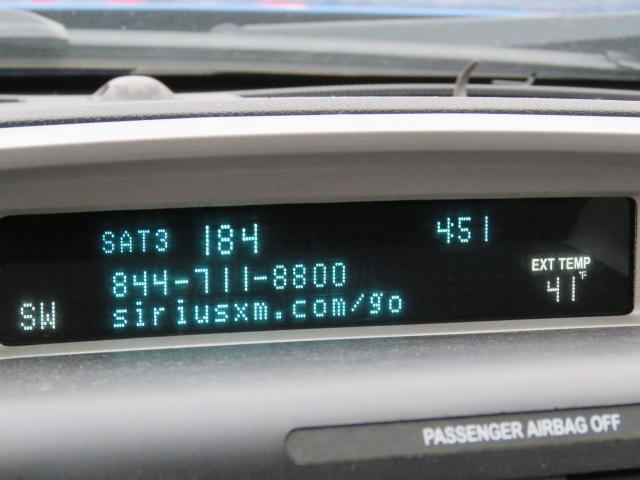 SAT3 184 451
844-711-8800
EXT TEMP
41°F
SW siriusxm.com/go
PASSENGER AIRBAG OFF